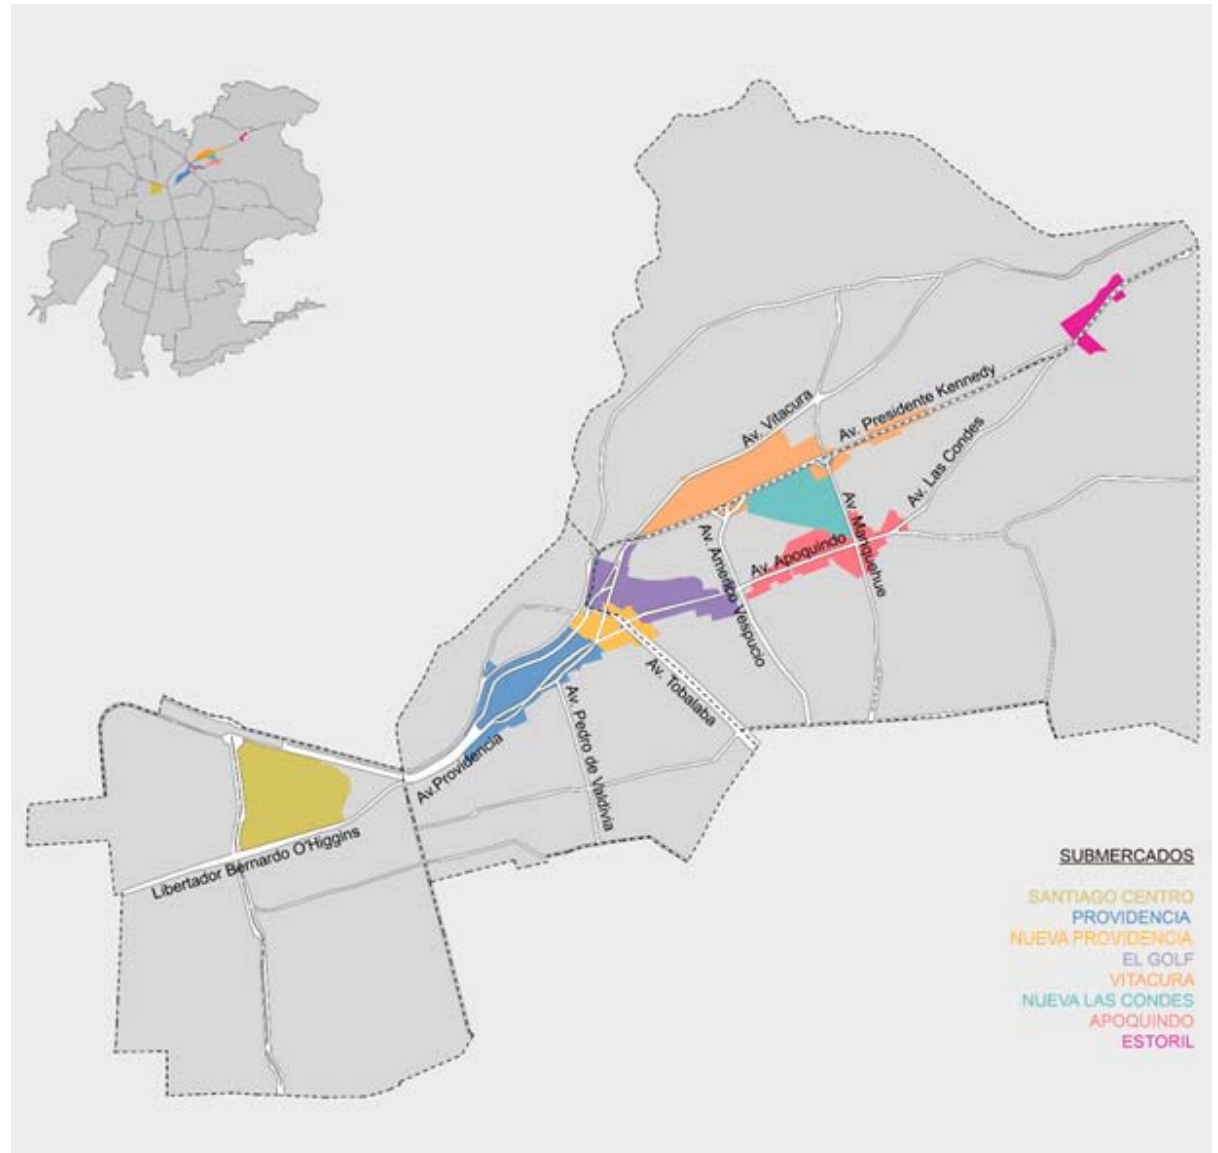 Av. Vitacura
Av. Presidente Kennedy
Av. Las Condes
Av. Manquehue
Av. Americo Vespucio
Av. Apoquindo
Av. Tobalaba
Av. Pedro de Valdivia
Av.Providencia
Libertador Bernardo O'Higgins
SUBMERCADOS
SANTIAGO CENTRO
PROVIDENCIA
NUEVA PROVIDENCIA
EL GOLF
VITACURA
NUEVA LAS CONDES
APOQUINDO
ESTORIL